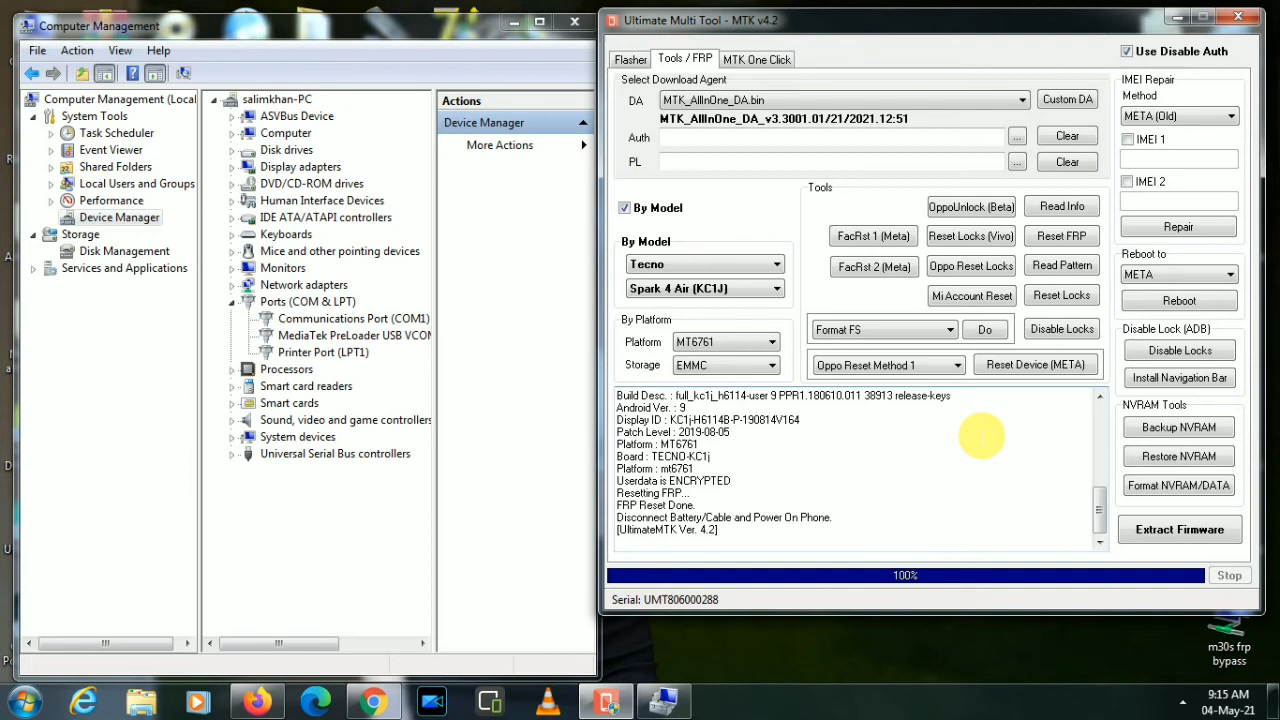 Computer Management
File Action View Help
Computer Management (Local
System Tools
Task Scheduler
Event Viewer
Shared Folders
Local Users and Groups
Performance
Device Manager
Storage
Disk Management
Services and Applications
salimkhan-PC
ASVBus Device
Computer
Disk drives
Display adapters
DVD/CD-ROM drives
Human Interface Devices
IDE ATA/ATAPI controllers
Keyboards
Mice and other pointing devices
Monitors
Network adapters
Ports (COM & LPT)
Communications Port (COM1)
MediaTek PreLoader USB VCOM
Printer Port (LPT1)
Processors
Smart card readers
Smart cards
Sound, video and game controllers
System devices
Universal Serial Bus controllers
Actions
Device Manager
More Actions
Ultimate Multi Tool - MTK v4.2
Flasher Tools / FRP MTK One Click
Use Disable Auth
Select Download Agent
DA MTK_AllInOne_DA.bin Custom DA
MTK_AllInOne_DA_v3.3001.01/21/2021.12:51
Auth ... Clear
PL ... Clear
By Model
By Model
Tecno
Spark 4 Air (KC1J)
By Platform
Platform MT6761
Storage EMMC
Tools
OppoUnlock (Beta) Read Info
FacRst 1 (Meta) Reset Locks (Vivo) Reset FRP
FacRst 2 (Meta) Oppo Reset Locks Read Pattern
Mi Account Reset Reset Locks
Format FS Do Disable Locks
Oppo Reset Method 1 Reset Device (META)
Build Desc. : full_kc1j_h6114-user 9 PPR1.180610.011 38913 release-keys
Android Ver. : 9
Display ID : KC1j-H6114B-P-190814V164
Patch Level : 2019-08-05
Platform : MT6761
Board : TECNO-KC1j
Platform : mt6761
Userdata is ENCRYPTED
Resetting FRP...
FRP Reset Done.
Disconnect Battery/Cable and Power On Phone.
[UltimateMTK Ver. 4.2]
IMEI Repair
Method
META (Old)
IMEI 1
IMEI 2
Repair
Reboot to
META
Reboot
Disable Lock (ADB)
Disable Locks
Install Navigation Bar
NVRAM Tools
Backup NVRAM
Restore NVRAM
Format NVRAM/DATA
Extract Firmware
100%
Stop
Serial: UMT806000288
m30s frp
bypass
9:15 AM
04-May-21